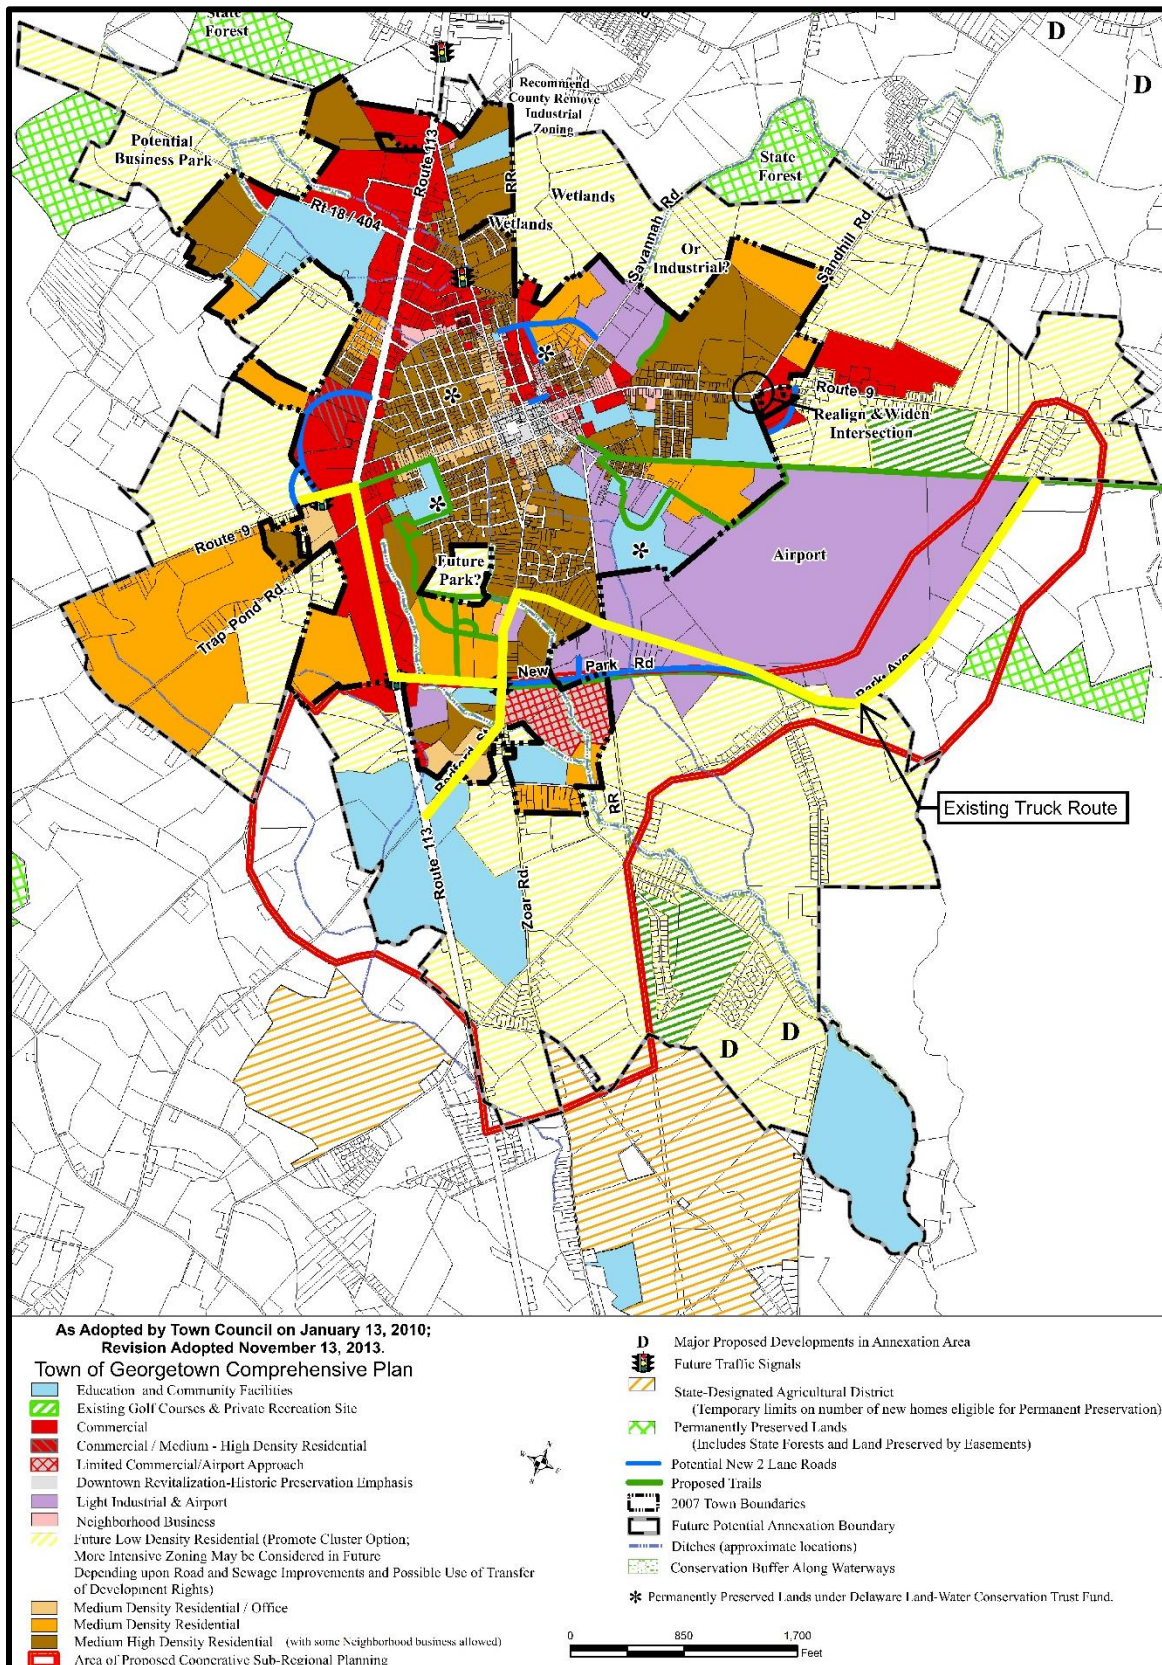 State
Forest
D
D
Recommend
County Remove
Industrial
Zoning
Potential
Business Park
Route 113
RR
State
Forest
Wetlands
Rt 18 / 404
Wetlands
Savannah Rd.
Sandhill Rd.
Or
Industrial?
Route 9
Realign & Widen
Intersection
Route 9
Airport
Future
Park?
Trap Pond Rd.
New Park Rd
Park Ave
Existing Truck Route
RR
Route 113
Zoar Rd.
D
D
As Adopted by Town Council on January 13, 2010;
Revision Adopted November 13, 2013.
Town of Georgetown Comprehensive Plan
Education and Community Facilities
Existing Golf Courses & Private Recreation Site
Commercial
Commercial / Medium - High Density Residential
Limited Commercial/Airport Approach
Downtown Revitalization-Historic Preservation Emphasis
Light Industrial & Airport
Neighborhood Business
Future Low Density Residential (Promote Cluster Option;
More Intensive Zoning May be Considered in Future
Depending upon Road and Sewage Improvements and Possible Use of Transfer
of Development Rights)
Medium Density Residential / Office
Medium Density Residential
Medium High Density Residential (with some Neighborhood business allowed)
Area of Proposed Cooperative Sub-Regional Planning
D Major Proposed Developments in Annexation Area
Future Traffic Signals
State-Designated Agricultural District
(Temporary limits on number of new homes eligible for Permanent Preservation)
Permanently Preserved Lands
(Includes State Forests and Land Preserved by Easements)
Potential New 2 Lane Roads
Proposed Trails
2007 Town Boundaries
Future Potential Annexation Boundary
Ditches (approximate locations)
Conservation Buffer Along Waterways
* Permanently Preserved Lands under Delaware Land-Water Conservation Trust Fund.
0 850 1,700
Feet